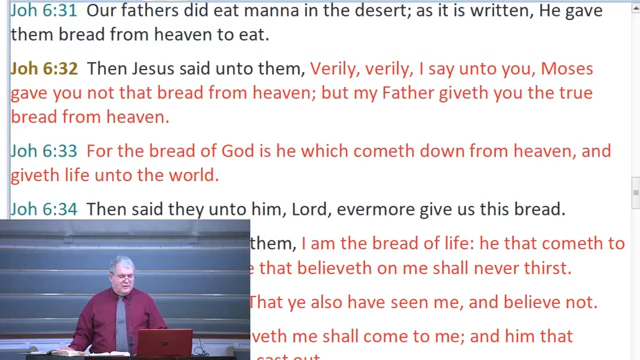 Joh 6:31 Our fathers did eat manna in the desert; as it is written, He gave
them bread from heaven to eat.
Joh 6:32 Then Jesus said unto them, Verily, verily, I say unto you, Moses
gave you not that bread from heaven; but my Father giveth you the true
bread from heaven.
Joh 6:33 For the bread of God is he which cometh down from heaven, and
giveth life unto the world.
Joh 6:34 Then said they unto him, Lord, evermore give us this bread.
them, I am the bread of life: he that cometh to
e that believeth on me shall never thirst.
That ye also have seen me, and believe not.
veth me shall come to me; and him that
cast out.